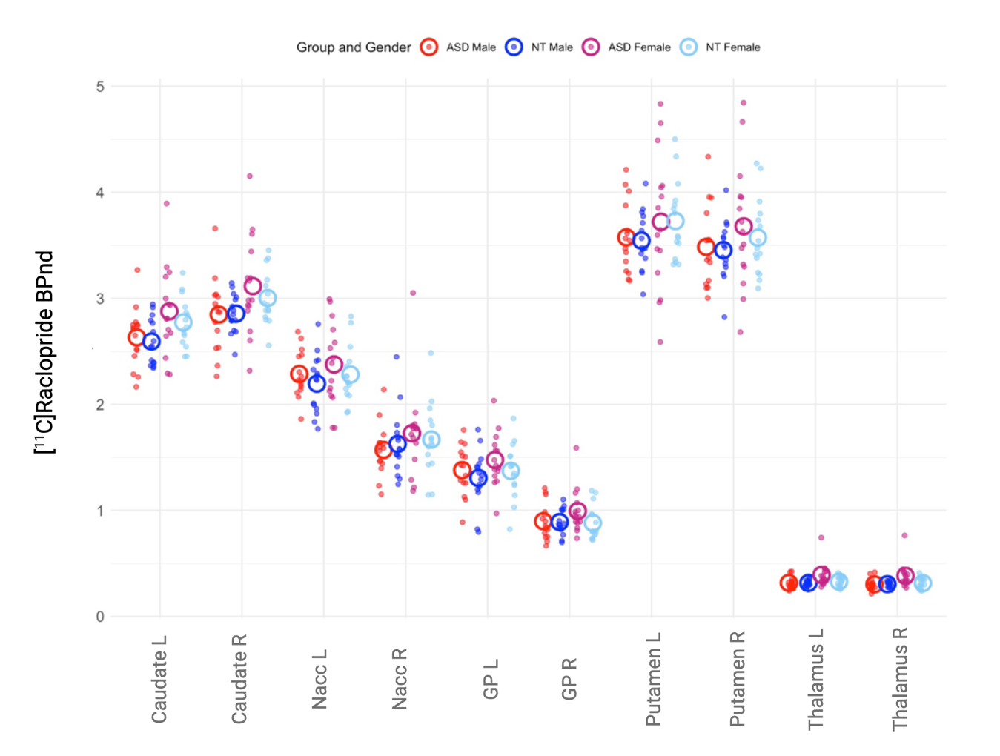 Group and Gender ASD Male NT Male ASD Female NT Female
[¹¹C]Raclopride BPnd
5
4
3
2
1
0
Caudate L
Caudate R
Nacc L
Nacc R
GP L
GP R
Putamen L
Putamen R
Thalamus L
Thalamus R